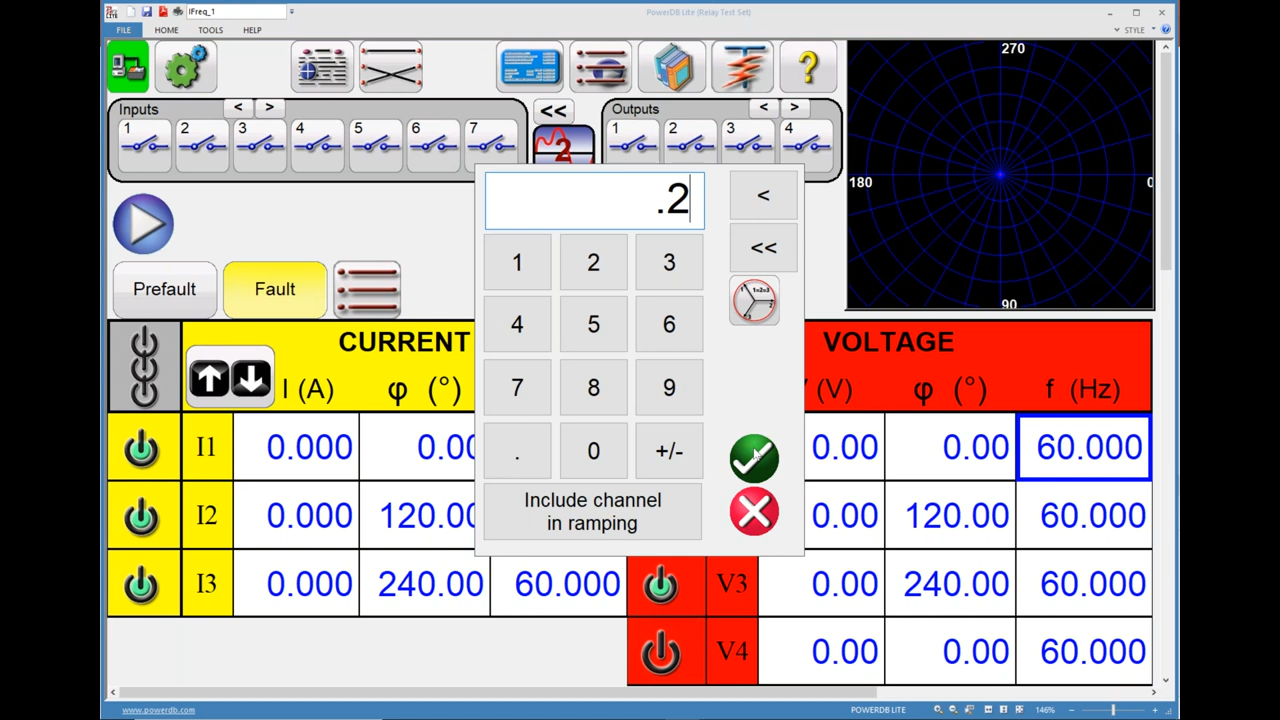 IFreq_1
PowerDB Lite (Relay Test Set)
FILE HOME TOOLS HELP
STYLE
Inputs < >
1 2 3 4 5 6 7
<<
2
Outputs < >
1 2 3 4
?
270
180
0
90
.2
<
<<
1 2 3
4 5 6
7 8 9
. 0 +/-
Include channel
in ramping
Prefault Fault
CURRENT VOLTAGE
I (A) φ (°) (V) φ (°) f (Hz)
I1 0.000 0.00 0.00 0.00 60.000
I2 0.000 120.00 0.00 120.00 60.000
I3 0.000 240.00 60.000 V3 0.00 240.00 60.000
V4 0.00 0.00 60.000
www.powerdb.com
POWERDB LITE 146%